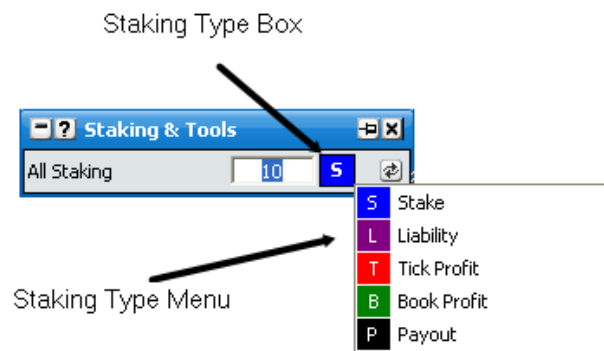 Staking Type Box
? Staking & Tools
All Staking 10 S
S Stake
L Liability
T Tick Profit
Staking Type Menu
B Book Profit
P Payout